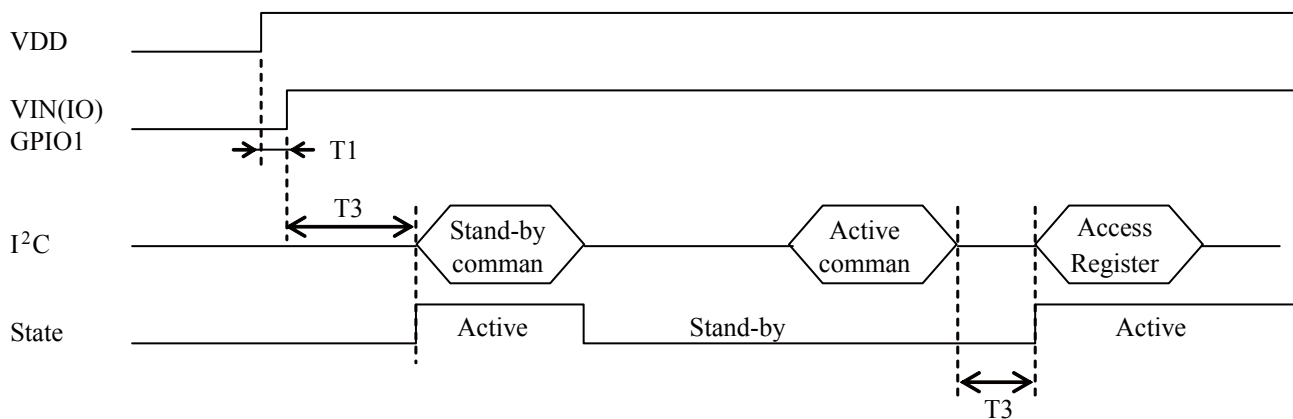 VDD
VIN(IO)
GPIO1
T1
T3
I²C
Stand-by
comman
Active
comman
Access
Register
State
Active
Stand-by
Active
T3